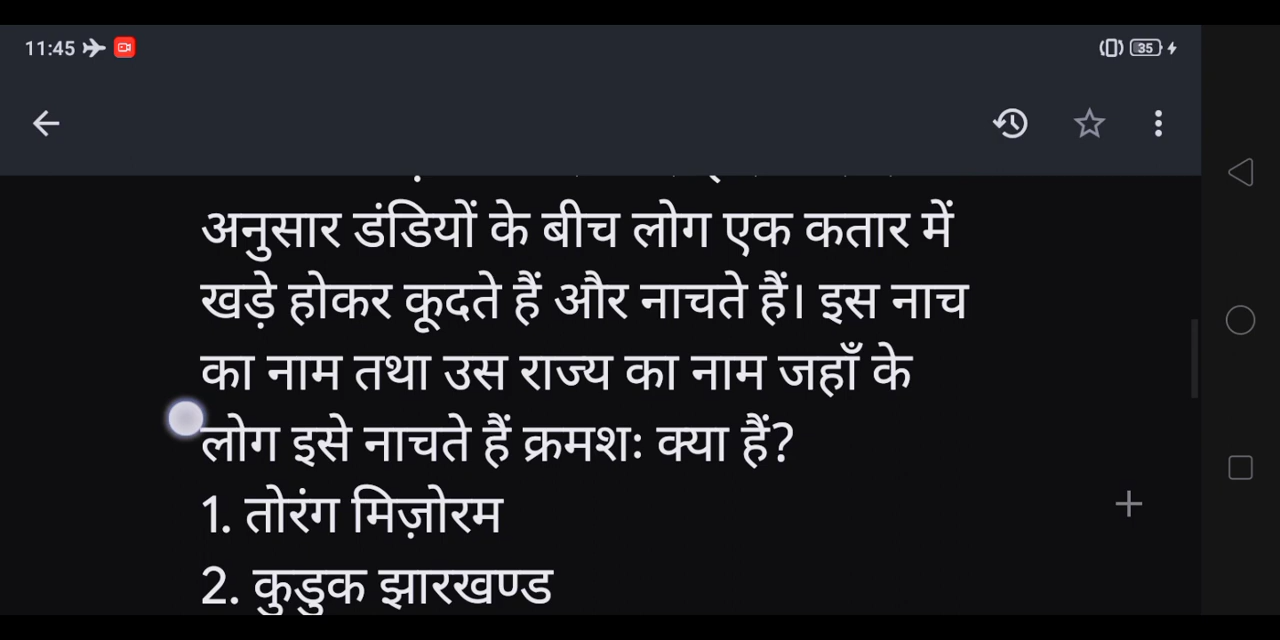 11:45
35
अनुसार डंडियों के बीच लोग एक कतार में
खड़े होकर कूदते हैं और नाचते हैं। इस नाच
का नाम तथा उस राज्य का नाम जहाँ के
लोग इसे नाचते हैं क्रमशः क्या हैं?
1. तोरंग मिज़ोरम
2. कुडुक झारखण्ड